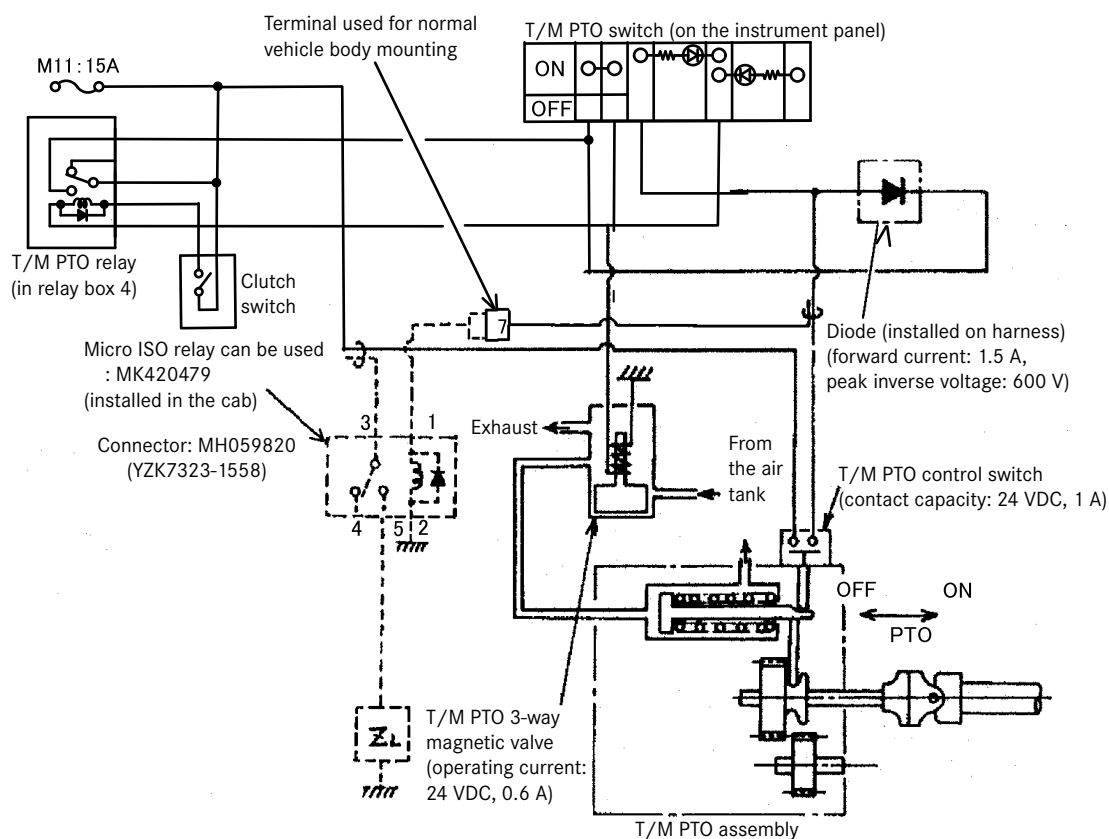 Terminal used for normal
vehicle body mounting
T/M PTO switch (on the instrument panel)
M11:15A
ON
OFF
T/M PTO relay
(in relay box 4)
Clutch
switch
7
Diode (installed on harness)
(forward current: 1.5 A,
peak inverse voltage: 600 V)
Micro ISO relay can be used
: MK420479
(installed in the cab)
Connector: MH059820
(YZK7323-1558)
3
1
4
5
2
Exhaust
From
the air
tank
T/M PTO control switch
(contact capacity: 24 VDC, 1 A)
OFF
ON
PTO
ZL
T/M PTO 3-way
magnetic valve
(operating current:
24 VDC, 0.6 A)
T/M PTO assembly